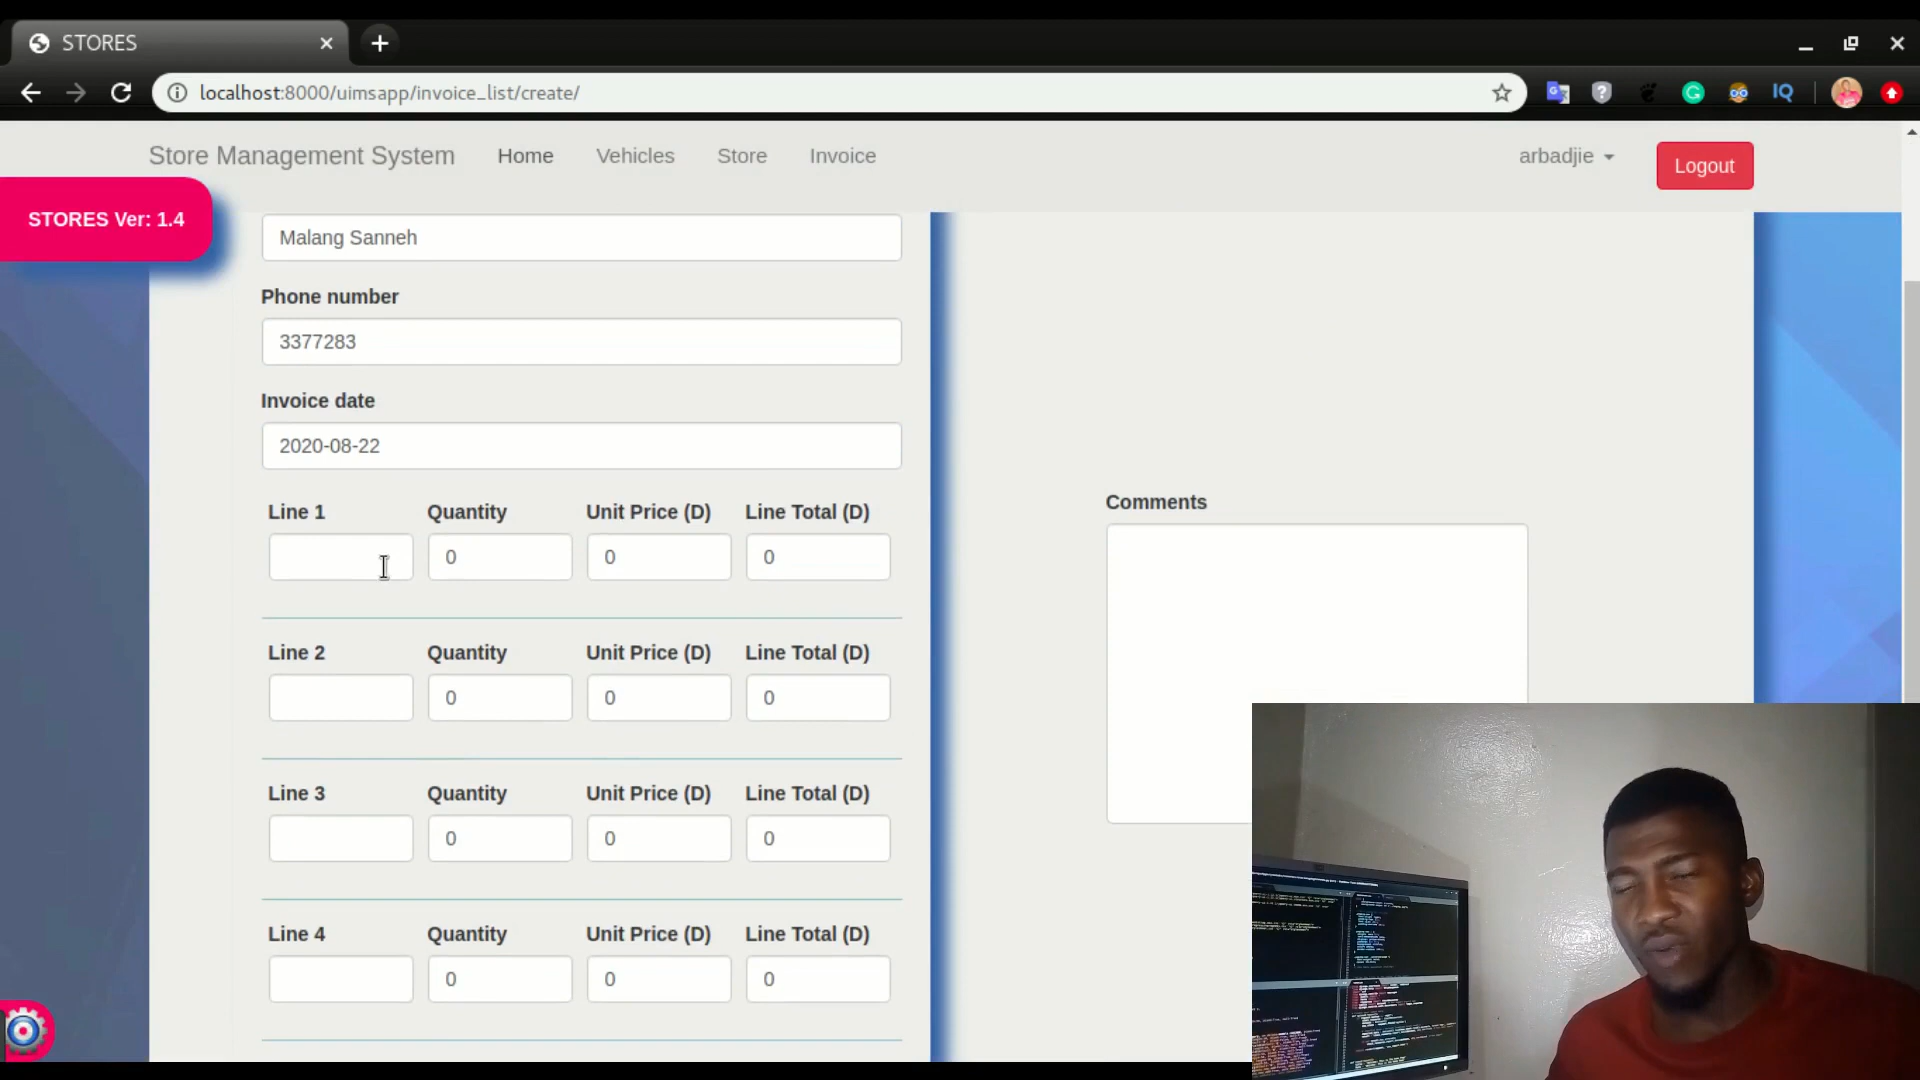 STORES
localhost:8000/uimsapp/invoice_list/create/
IQ
Store Management System Home Vehicles Store Invoice arbadjie Logout
STORES Ver: 1.4
Malang Sanneh
Phone number
3377283
Invoice date
2020-08-22
Line 1 Quantity Unit Price (D) Line Total (D)
0 0 0
Line 2 Quantity Unit Price (D) Line Total (D)
0 0 0
Line 3 Quantity Unit Price (D) Line Total (D)
0 0 0
Line 4 Quantity Unit Price (D) Line Total (D)
0 0 0
Comments